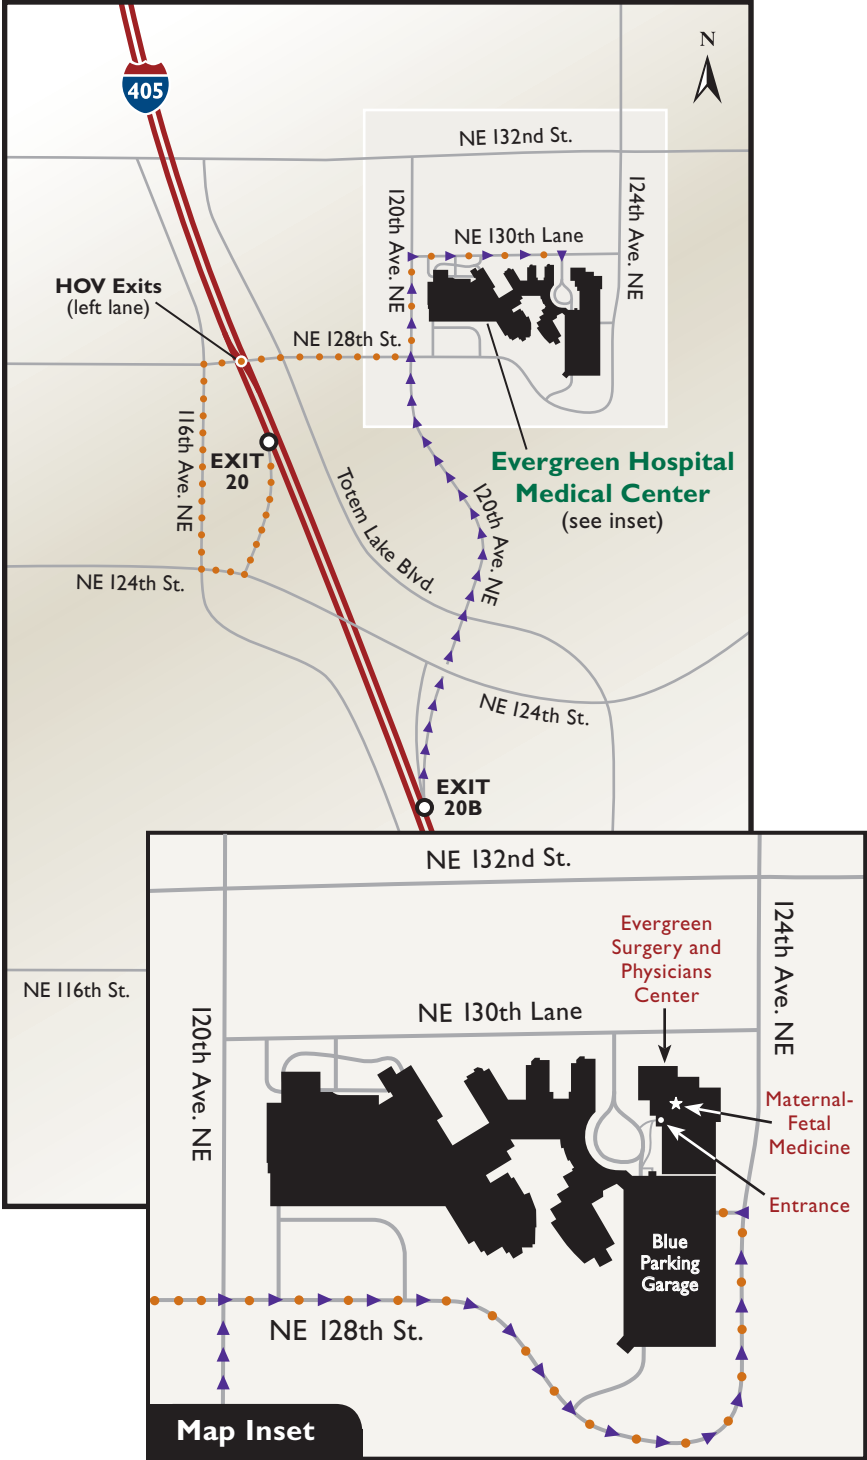 405
N
NE 132nd St.
120th Ave. NE
124th Ave. NE
NE 130th Lane
HOV Exits
(left lane)
NE 128th St.
116th Ave. NE
EXIT
20
Evergreen Hospital
Medical Center
(see inset)
Totem Lake Blvd.
120th Ave. NE
NE 124th St.
NE 124th St.
EXIT
20B
NE 116th St.
NE 132nd St.
Evergreen
Surgery and
Physicians
Center
124th Ave. NE
120th Ave. NE
NE 130th Lane
Maternal-
Fetal
Medicine
Entrance
Blue
Parking
Garage
NE 128th St.
Map Inset